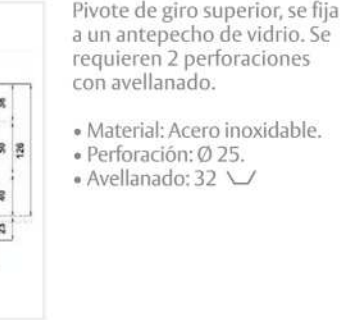 Pivote de giro superior, se fija
a un antepecho de vidrio. Se
requieren 2 perforaciones
con avellanado.
• Material: Acero inoxidable.
• Perforación: Ø 25.
• Avellanado: 32
126